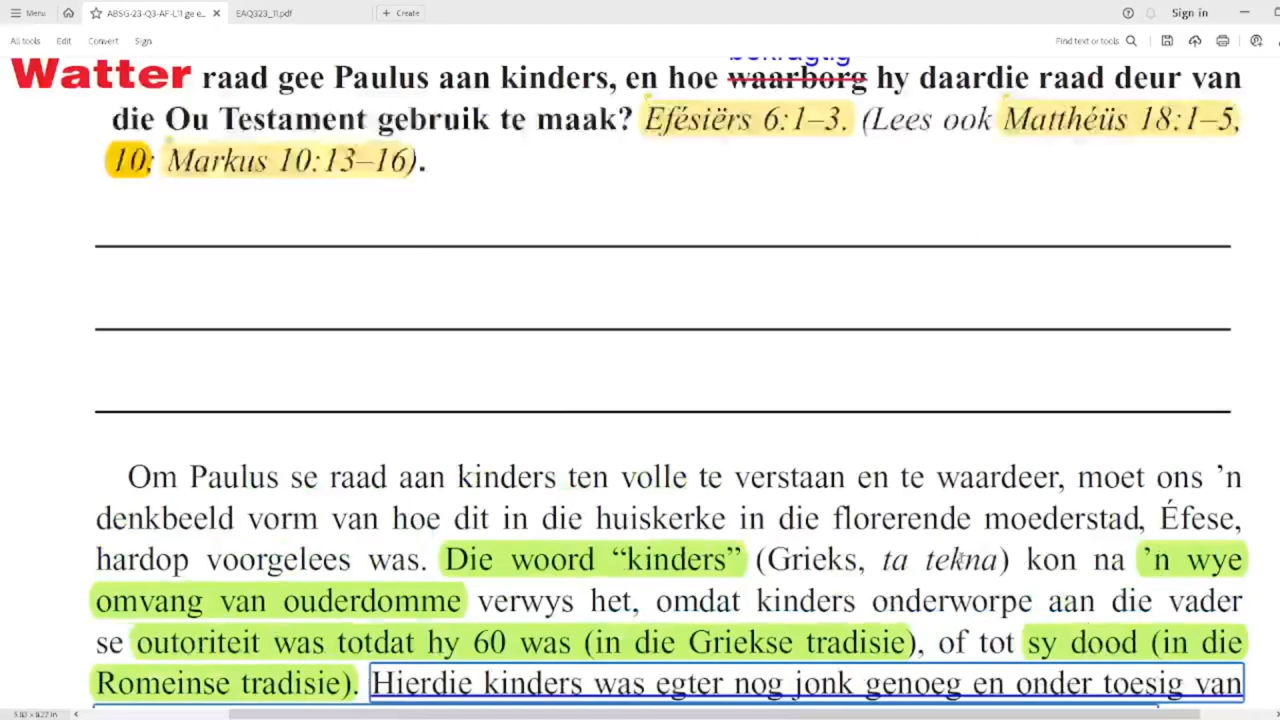 Menu ABSG-23-Q3-AF-L11 ge e... EAQ323_11.pdf Create Sign in
All tools Edit Convert Sign Find text or tools
bekragtig
Watter raad gee Paulus aan kinders, en hoe waarborg hy daardie raad deur van
die Ou Testament gebruik te maak? Efésiërs 6:1–3. (Lees ook Matthéüs 18:1–5,
10; Markus 10:13–16).
Om Paulus se raad aan kinders ten volle te verstaan en te waardeer, moet ons ’n
denkbeeld vorm van hoe dit in die huiskerke in die florerende moederstad, Éfese,
hardop voorgelees was. Die woord “kinders” (Grieks, ta tekna) kon na ’n wye
omvang van ouderdomme verwys het, omdat kinders onderworpe aan die vader
se outoriteit was totdat hy 60 was (in die Griekse tradisie), of tot sy dood (in die
Romeinse tradisie). Hierdie kinders was egter nog jonk genoeg en onder toesig van
5.83 x 8.27 in